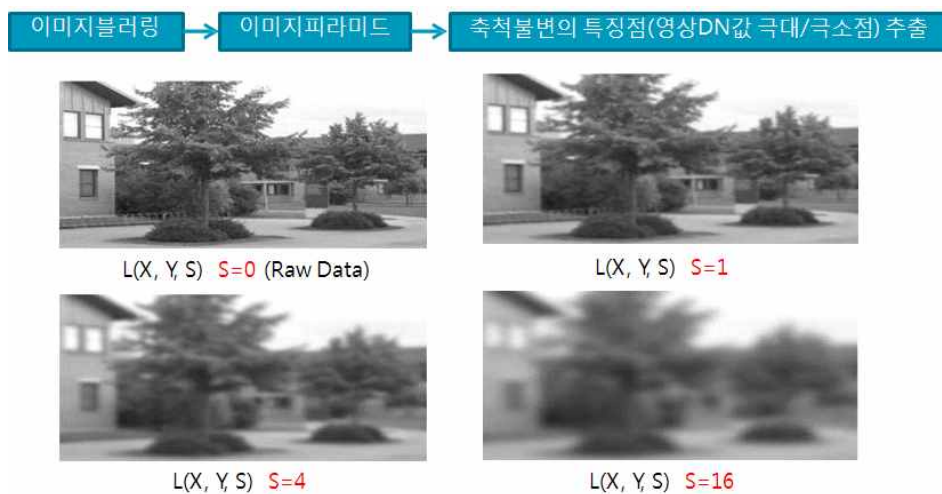 이미지블러링
이미지피라미드
축척불변의 특징점(영상DN값 극대/극소점) 추출
L(X, Y, S) S=0 (Raw Data)
L(X, Y, S) S=1
L(X, Y, S) S=4
L(X, Y, S) S=16